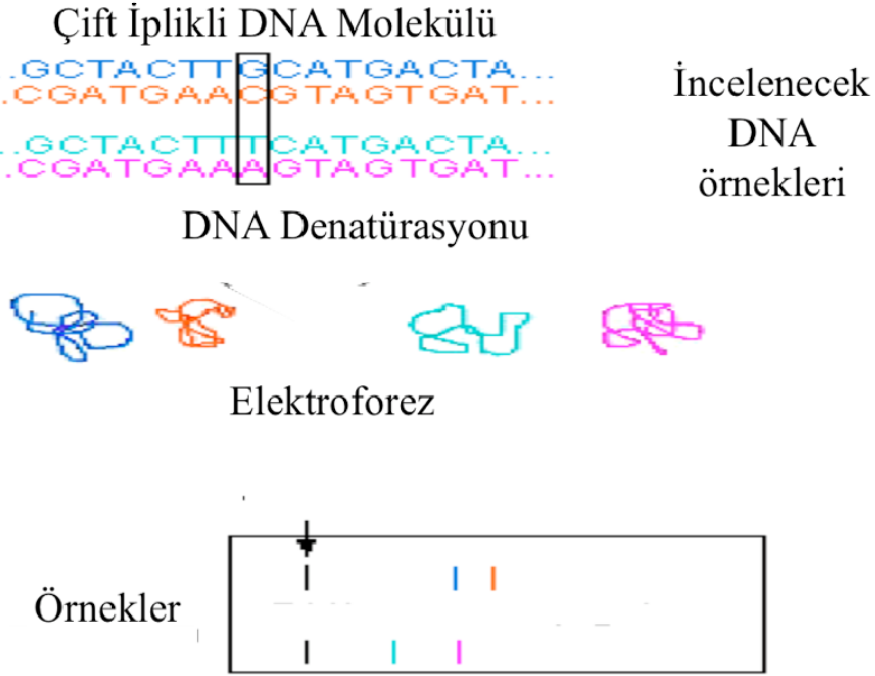 Çift İplikli DNA Molekülü
..GCTACTTGCATGACTA...
..CGATGAACGTAGTGAT...
İncelenecek
DNA
örnekleri
..GCTACTTTCATGACTA...
..CGATGAAAGTAGTGAT...
DNA Denatürasyonu
Elektroforez
Örnekler